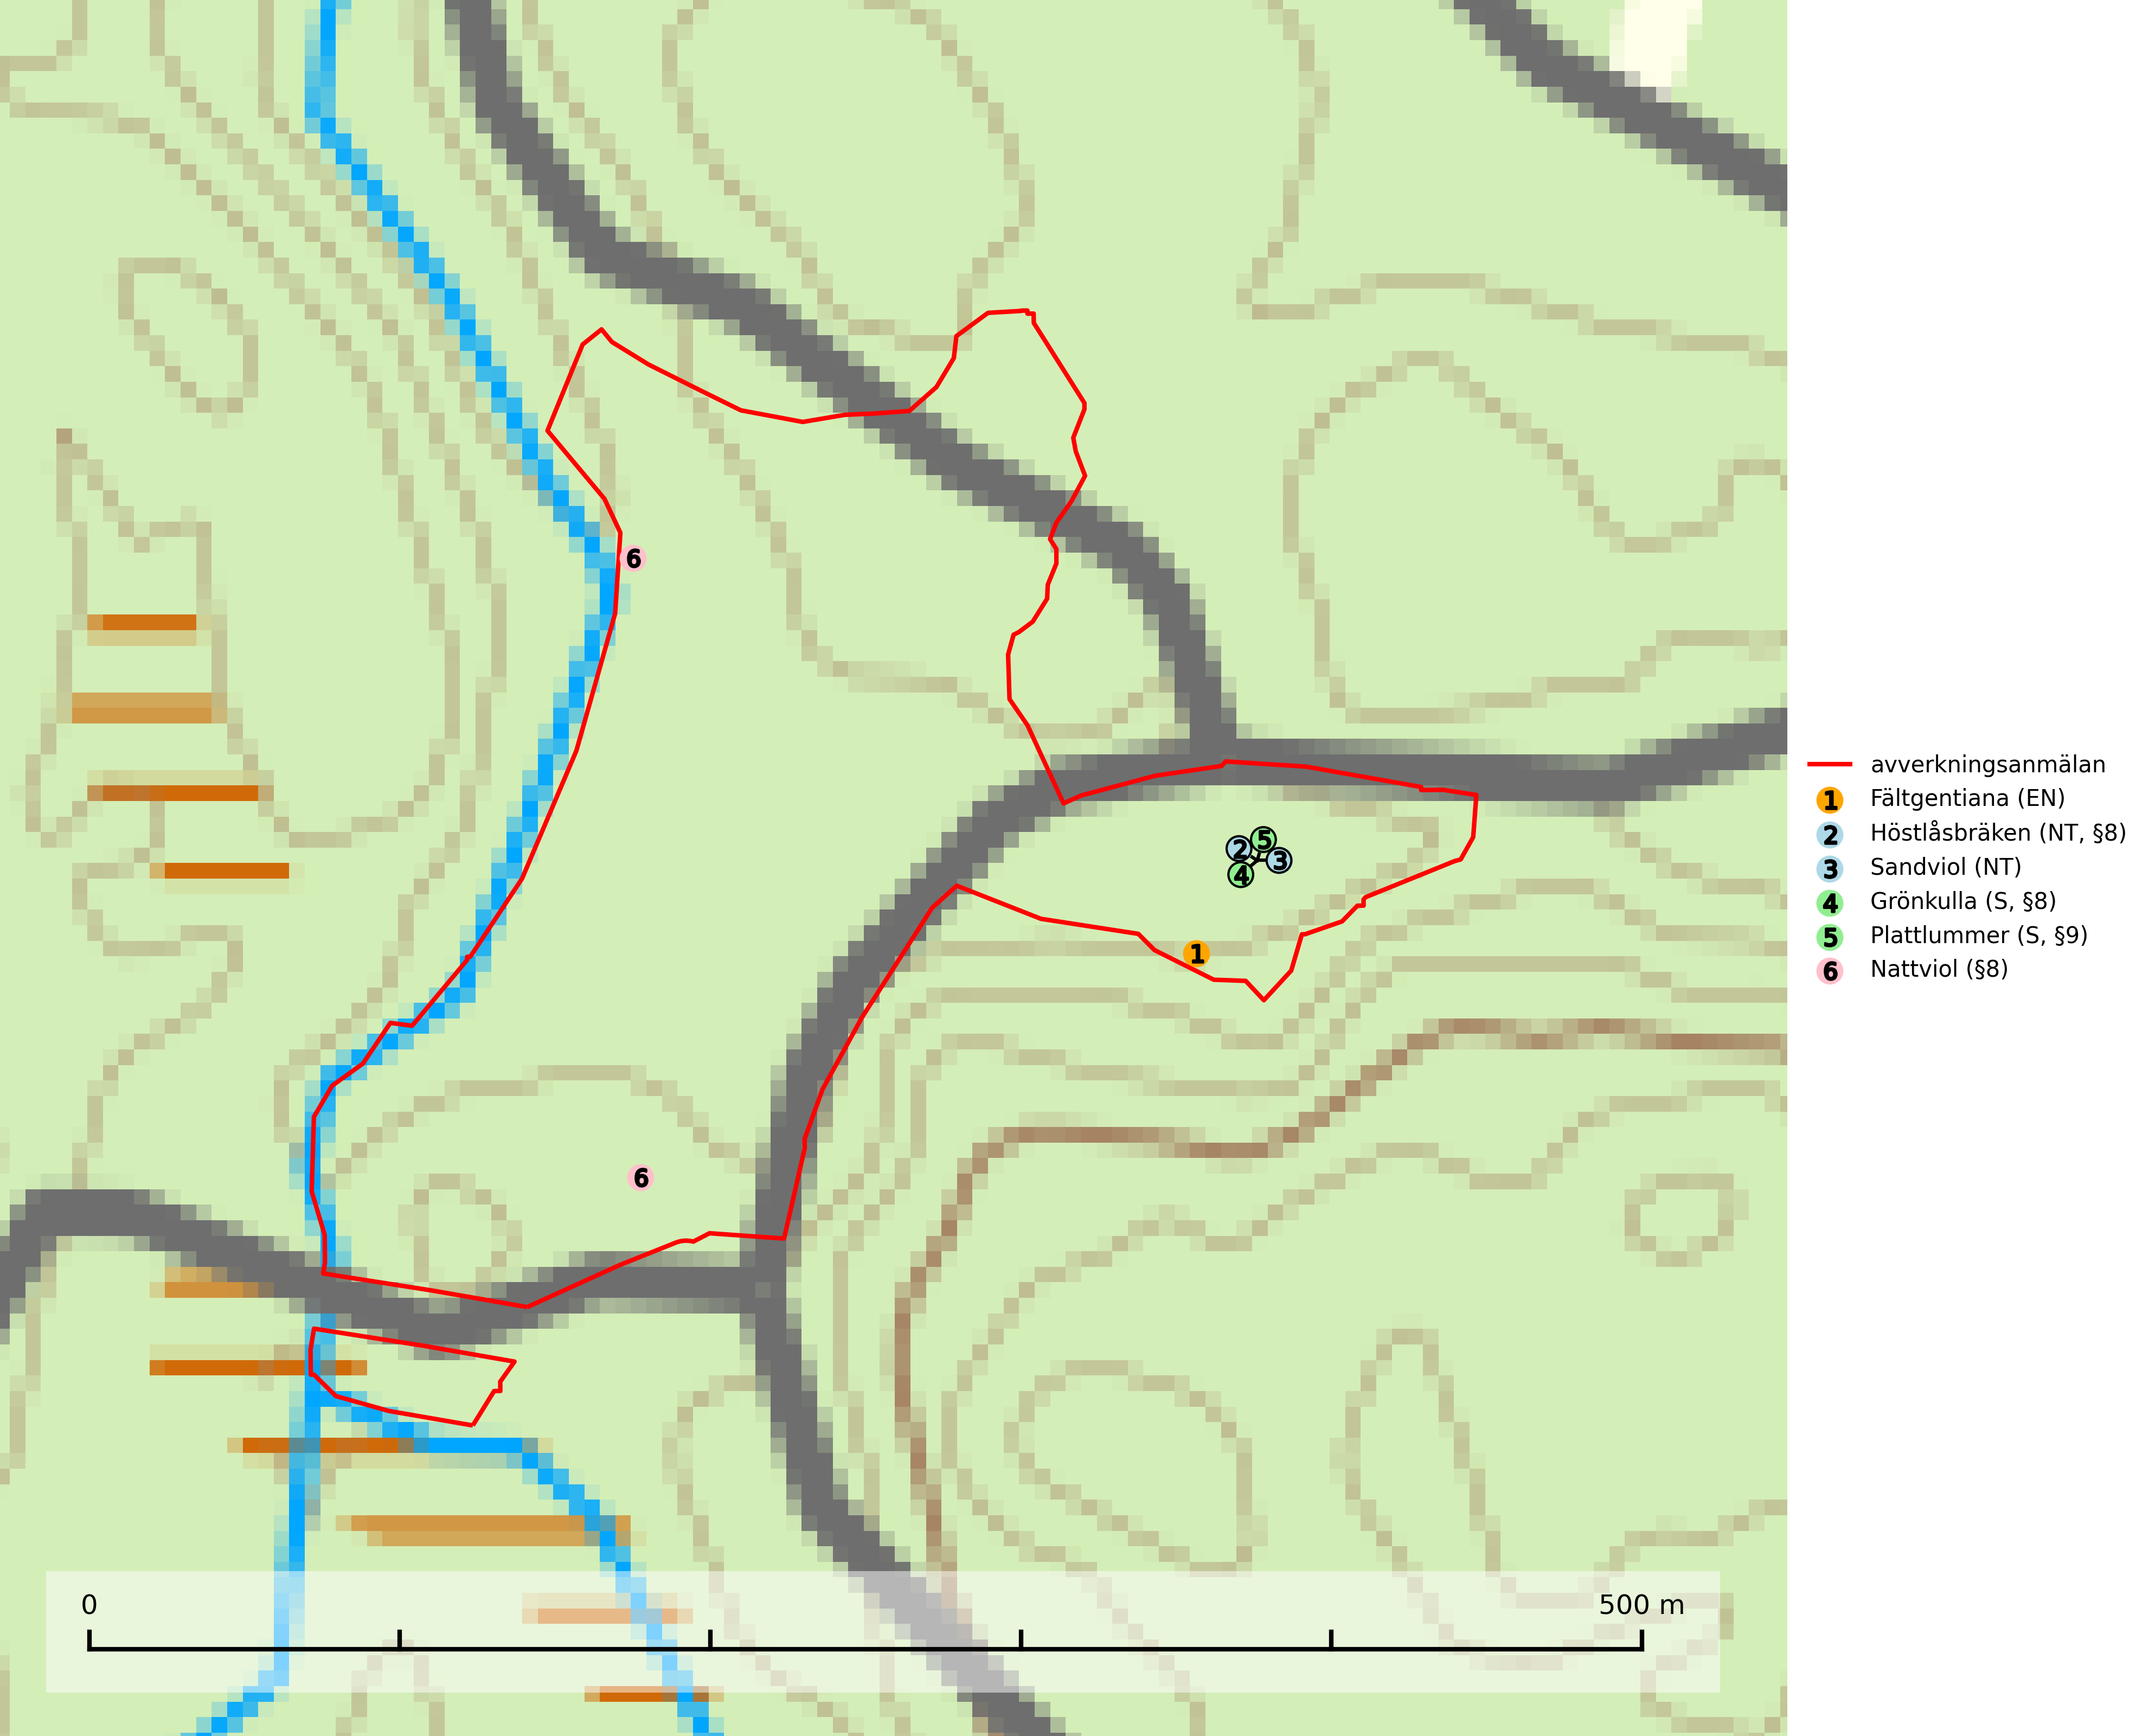 6
5
2
3
4
1
6
avverkningsanmälan
1 Fältgentiana (EN)
2 Höstlåsbräken (NT, §8)
3 Sandviol (NT)
4 Grönkulla (S, §8)
5 Plattlummer (S, §9)
6 Nattviol (§8)
0 500 m